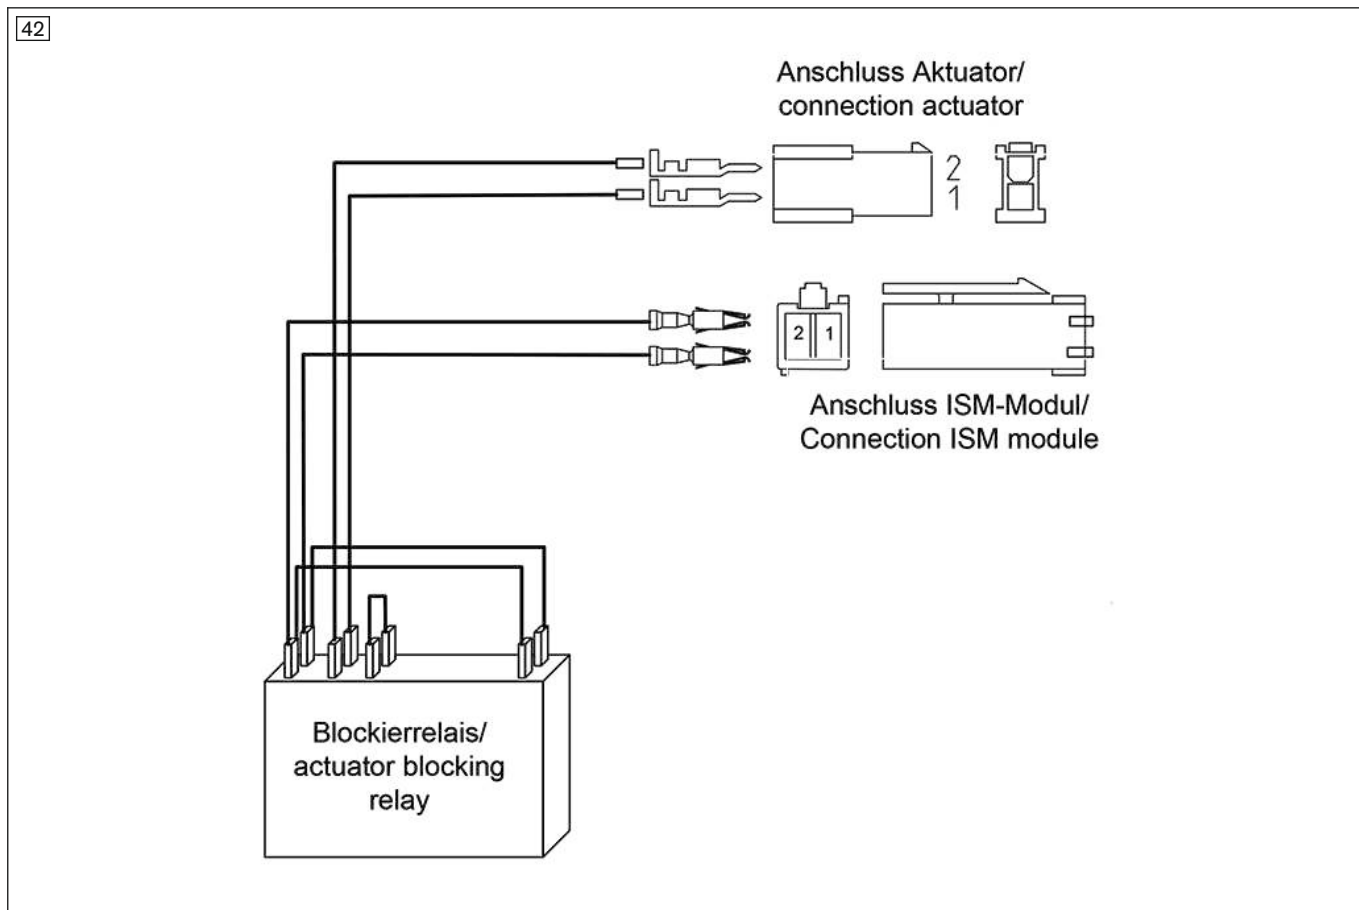 42
Anschluss Aktuator/
connection actuator
2
1
2 1
Anschluss ISM-Modul/
Connection ISM module
Blockierrelais/
actuator blocking
relay